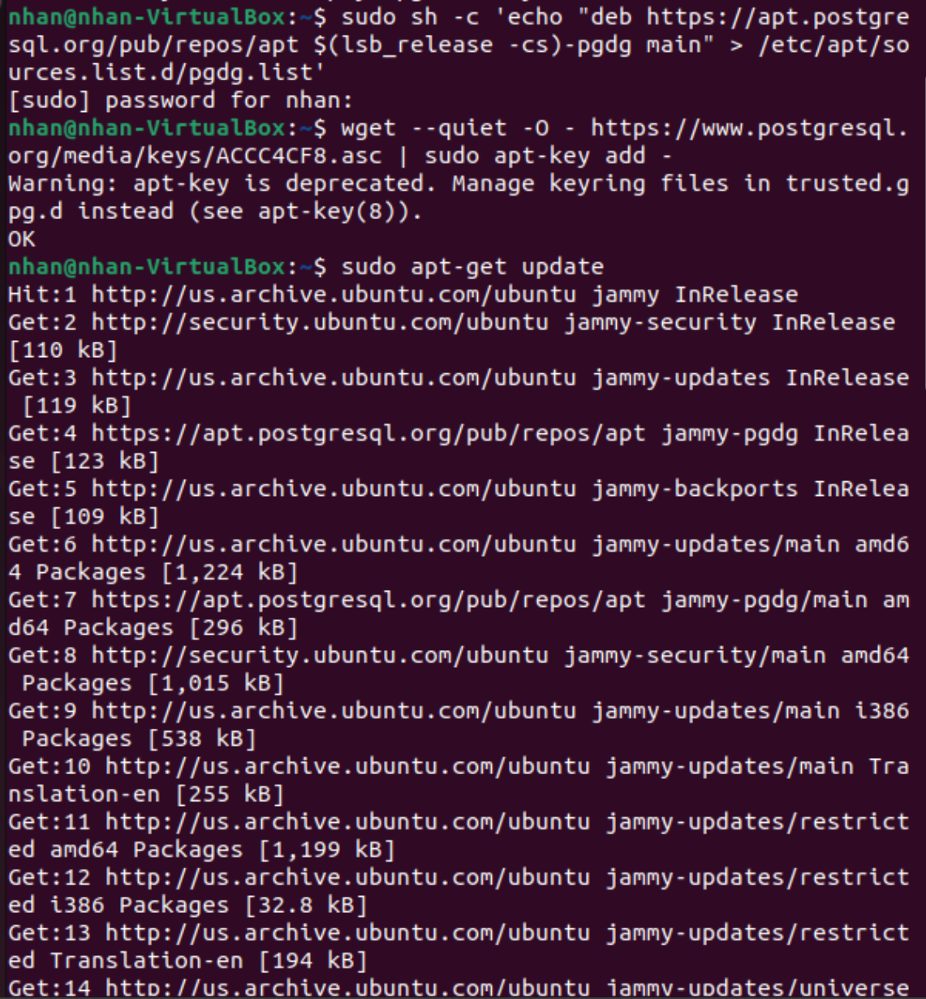 nhan@nhan-VirtualBox:~$ sudo sh -c 'echo "deb https://apt.postgre
sql.org/pub/repos/apt $(lsb_release -cs)-pgdg main" > /etc/apt/so
urces.list.d/pgdg.list'
[sudo] password for nhan:
nhan@nhan-VirtualBox:~$ wget --quiet -O - https://www.postgresql.
org/media/keys/ACCC4CF8.asc | sudo apt-key add -
Warning: apt-key is deprecated. Manage keyring files in trusted.g
pg.d instead (see apt-key(8)).
OK
nhan@nhan-VirtualBox:~$ sudo apt-get update
Hit:1 http://us.archive.ubuntu.com/ubuntu jammy InRelease
Get:2 http://security.ubuntu.com/ubuntu jammy-security InRelease
[110 kB]
Get:3 http://us.archive.ubuntu.com/ubuntu jammy-updates InRelease
 [119 kB]
Get:4 https://apt.postgresql.org/pub/repos/apt jammy-pgdg InRelea
se [123 kB]
Get:5 http://us.archive.ubuntu.com/ubuntu jammy-backports InRelea
se [109 kB]
Get:6 http://us.archive.ubuntu.com/ubuntu jammy-updates/main amd6
4 Packages [1,224 kB]
Get:7 https://apt.postgresql.org/pub/repos/apt jammy-pgdg/main am
d64 Packages [296 kB]
Get:8 http://security.ubuntu.com/ubuntu jammy-security/main amd64
 Packages [1,015 kB]
Get:9 http://us.archive.ubuntu.com/ubuntu jammy-updates/main i386
 Packages [538 kB]
Get:10 http://us.archive.ubuntu.com/ubuntu jammy-updates/main Tra
nslation-en [255 kB]
Get:11 http://us.archive.ubuntu.com/ubuntu jammy-updates/restrict
ed amd64 Packages [1,199 kB]
Get:12 http://us.archive.ubuntu.com/ubuntu jammy-updates/restrict
ed i386 Packages [32.8 kB]
Get:13 http://us.archive.ubuntu.com/ubuntu jammy-updates/restrict
ed Translation-en [194 kB]
Get:14 http://us.archive.ubuntu.com/ubuntu jammy-updates/universe